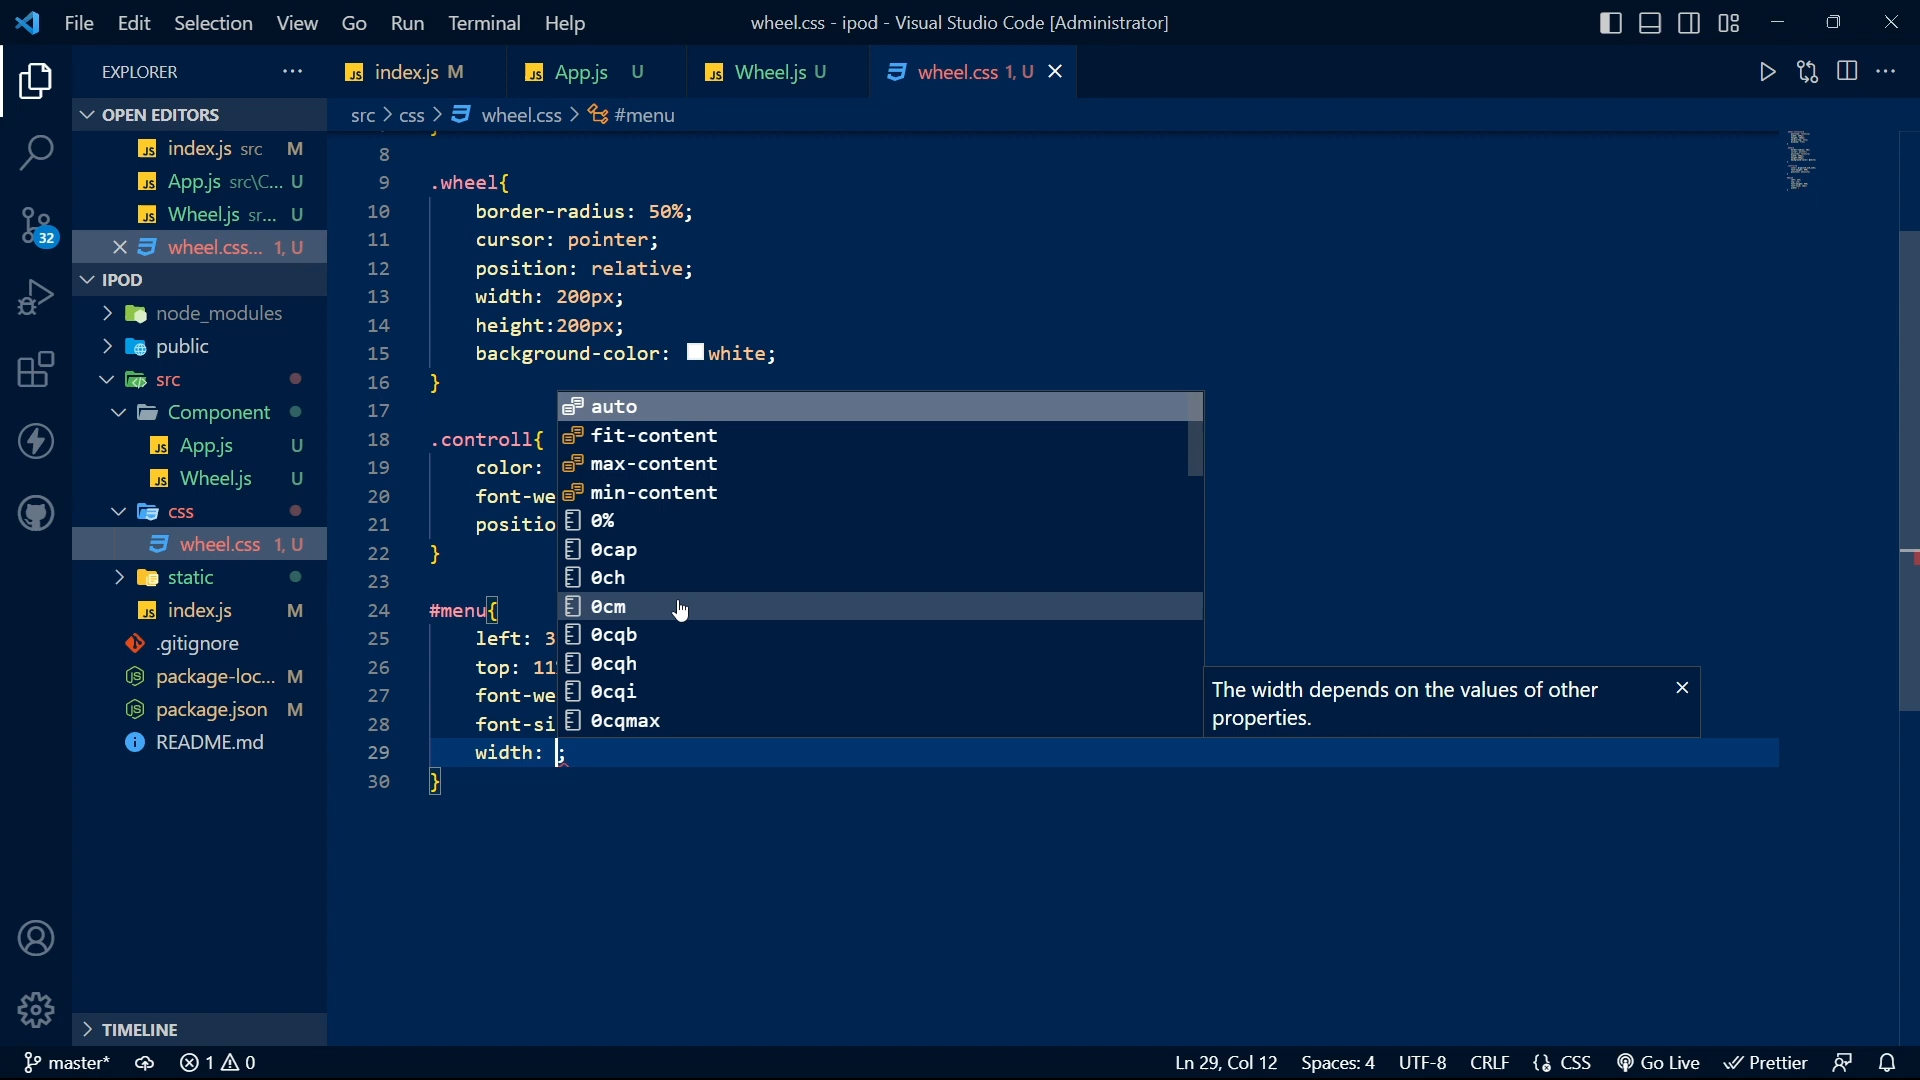 File Edit Selection View Go Run Terminal Help
wheel.css - ipod - Visual Studio Code [Administrator]
EXPLORER
index.js M
App.js U
Wheel.js U
wheel.css 1, U
OPEN EDITORS
index.js src M
App.js src\C... U
Wheel.js sr... U
wheel.css... 1, U
IPOD
node_modules
public
src
Component
App.js U
Wheel.js U
css
wheel.css 1, U
static
index.js M
.gitignore
package-loc... M
package.json M
README.md
TIMELINE
32
src > css > wheel.css > #menu
8
9 .wheel{
10 border-radius: 50%;
11 cursor: pointer;
12 position: relative;
13 width: 200px;
14 height:200px;
15 background-color: white;
16 }
17
18 .controll{
19 color:
20 font-we
21 positio
22 }
23
24 #menu{
25 left: 3
26 top: 11
27 font-we
28 font-si
29 width: ;
30 }
auto
fit-content
max-content
min-content
0%
0cap
0ch
0cm
0cqb
0cqh
0cqi
0cqmax
The width depends on the values of other
properties.
master* 1 0 Ln 29, Col 12 Spaces: 4 UTF-8 CRLF CSS Go Live Prettier